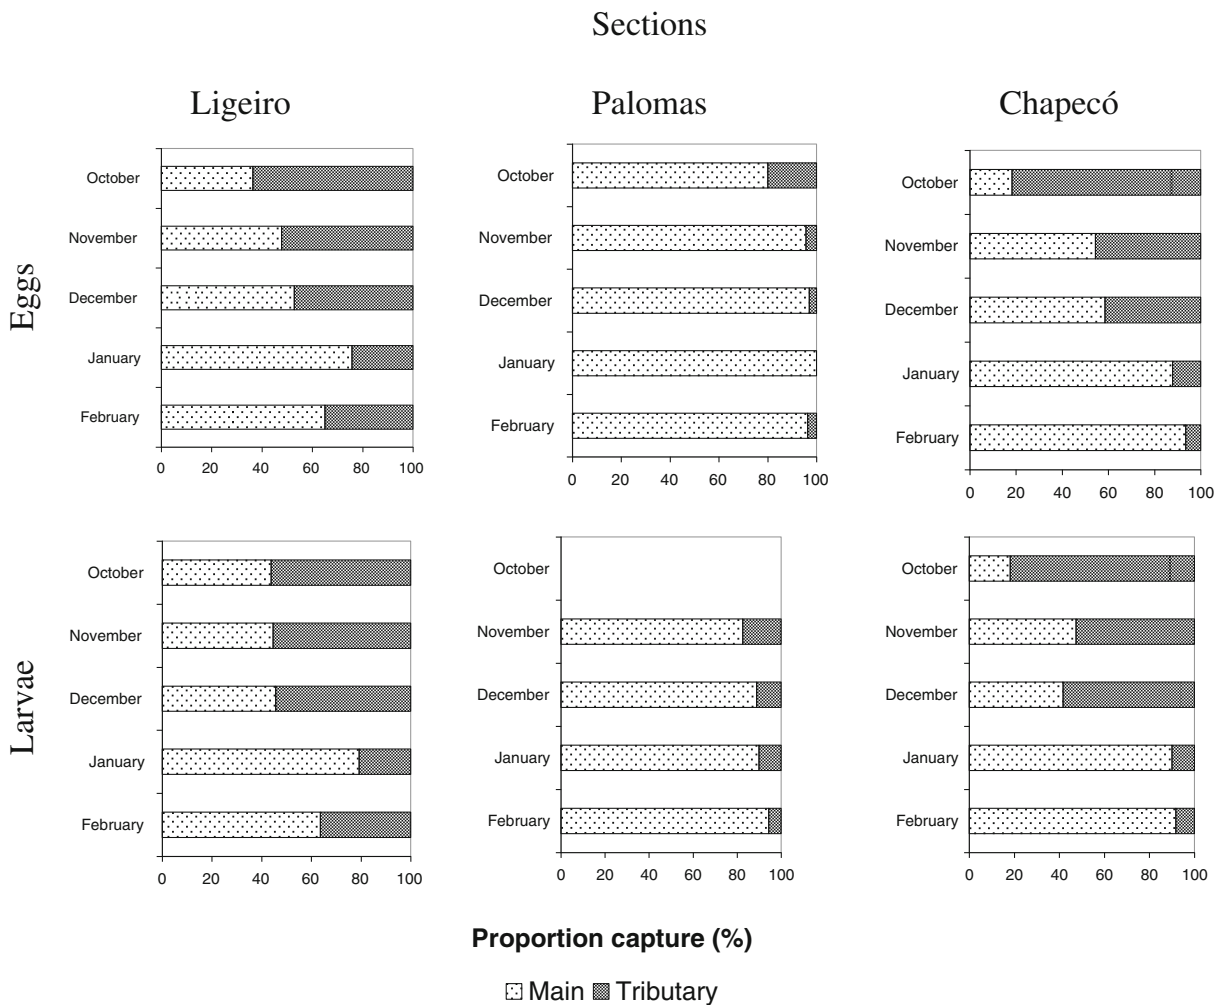 Sections
Ligeiro
Palomas
Chapecó
Eggs
October
November
December
January
February
0 20 40 60 80 100
October
November
December
January
February
0 20 40 60 80 100
October
November
December
January
February
0 20 40 60 80 100
Larvae
October
November
December
January
February
0 20 40 60 80 100
October
November
December
January
February
0 20 40 60 80 100
October
November
December
January
February
0 20 40 60 80 100
Proportion capture (%)
Main Tributary